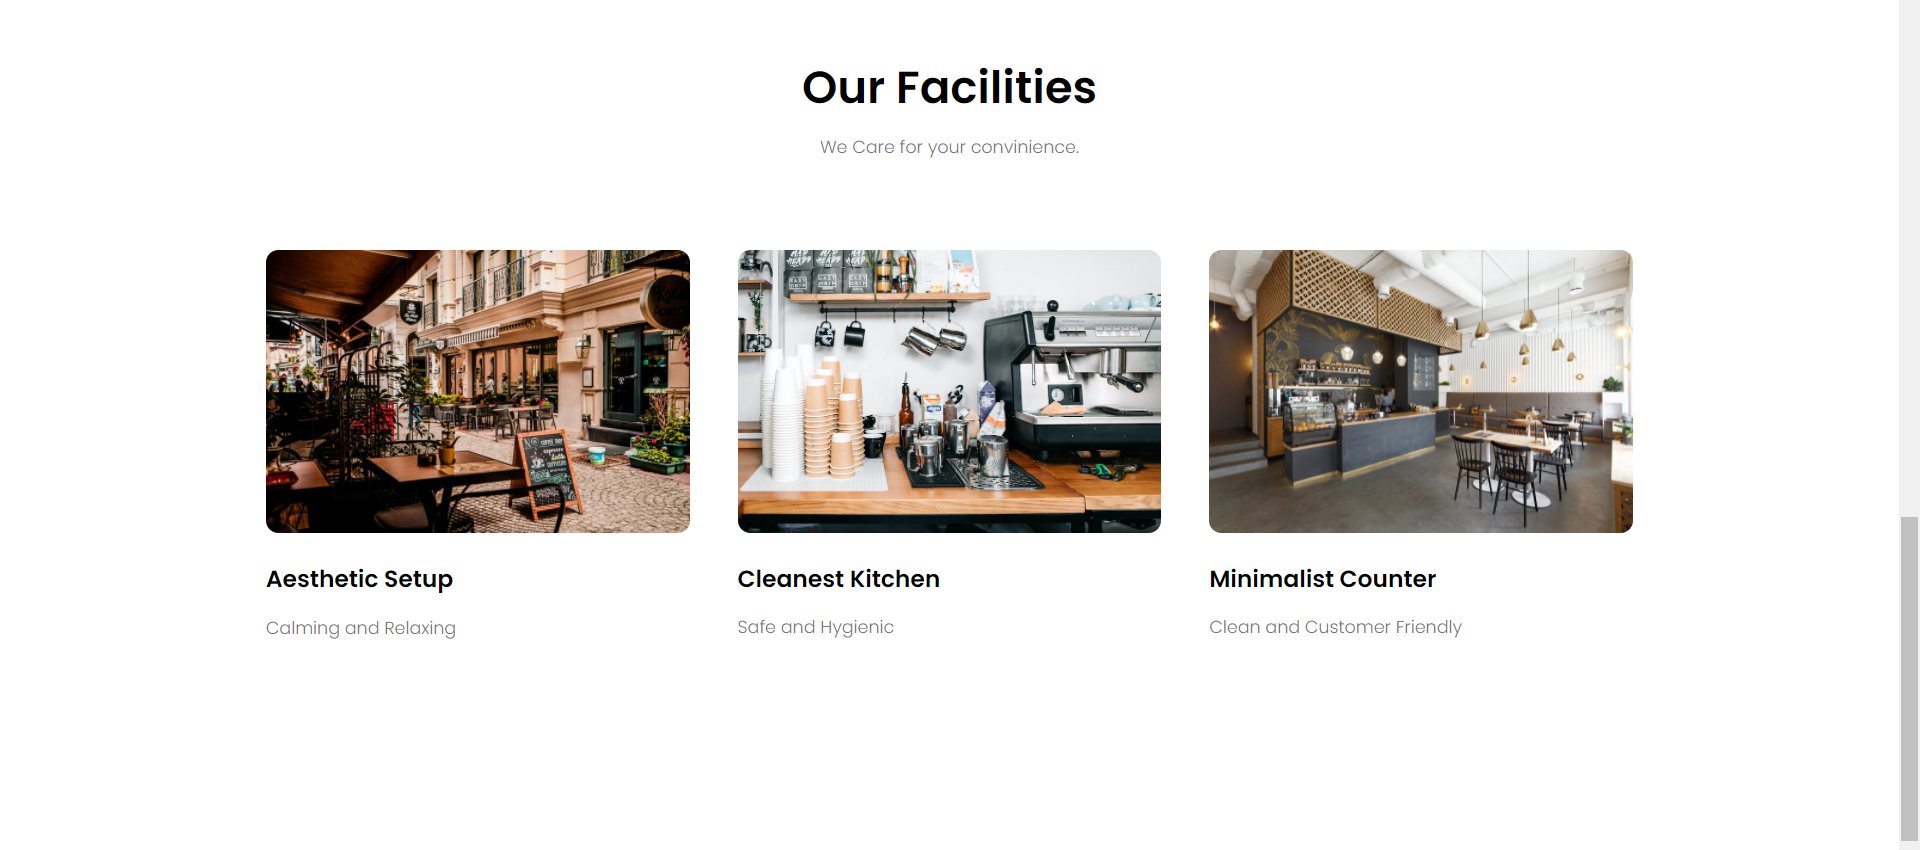 Our Facilities
We Care for your convinience.
Aesthetic Setup
Calming and Relaxing
Cleanest Kitchen
Safe and Hygienic
Minimalist Counter
Clean and Customer Friendly